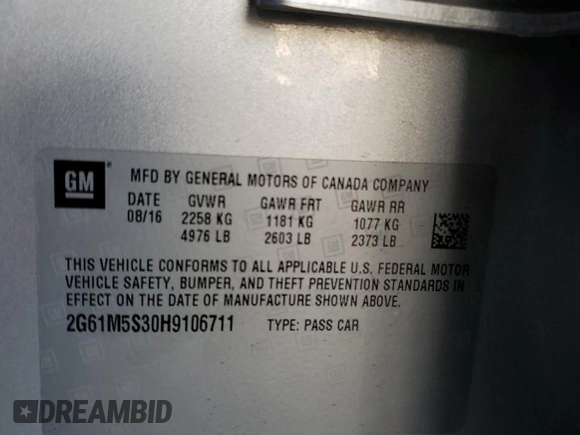 GM
MFD BY GENERAL MOTORS OF CANADA COMPANY
DATE GVWR GAWR FRT GAWR RR
08/16 2258 KG 1181 KG 1077 KG
4976 LB 2603 LB 2373 LB
THIS VEHICLE CONFORMS TO ALL APPLICABLE U.S. FEDERAL MOTOR
VEHICLE SAFETY, BUMPER, AND THEFT PREVENTION STANDARDS IN
EFFECT ON THE DATE OF MANUFACTURE SHOWN ABOVE.
2G61M5S30H9106711 TYPE: PASS CAR
DREAMBID